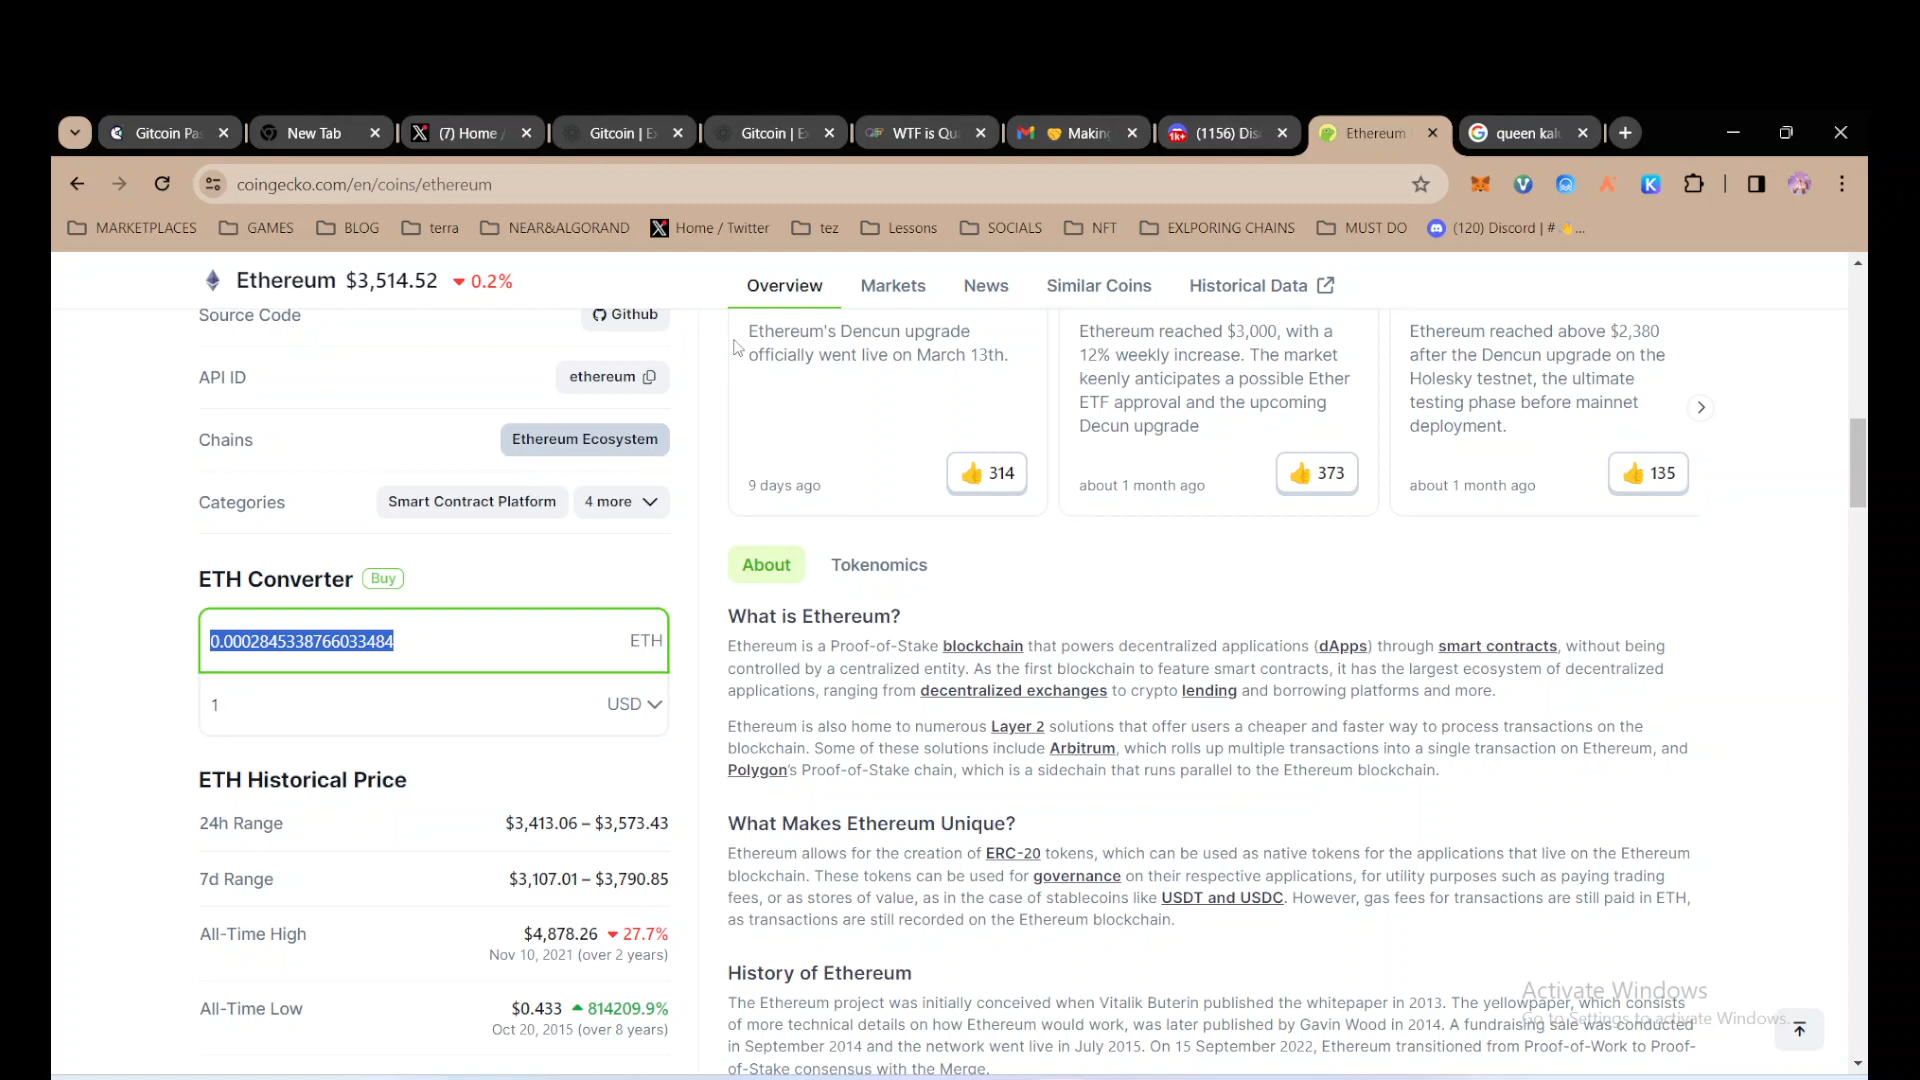 Gitcoin Pa
New Tab
(7) Home /
Gitcoin | E
Gitcoin | E
WTF is Qu
Making
(1156) Dis
Ethereum
queen kal
coingecko.com/en/coins/ethereum
MARKETPLACES
GAMES
BLOG
terra
NEAR&ALGORAND
Home / Twitter
tez
Lessons
SOCIALS
NFT
EXLPORING CHAINS
MUST DO
(120) Discord | # 👋...
Ethereum $3,514.52 ▼ 0.2%
Overview
Markets
News
Similar Coins
Historical Data
Source Code
Github
API ID
ethereum
Chains
Ethereum Ecosystem
Categories
Smart Contract Platform
4 more
ETH Converter
Buy
0.0002845338766033484
ETH
1
USD
ETH Historical Price
24h Range
$3,413.06 – $3,573.43
7d Range
$3,107.01 – $3,790.85
All-Time High
$4,878.26 ▼ 27.7%
Nov 10, 2021 (over 2 years)
All-Time Low
$0.433 ▲ 814209.9%
Oct 20, 2015 (over 8 years)
Ethereum's Dencun upgrade
officially went live on March 13th.
9 days ago
👍 314
Ethereum reached $3,000, with a
12% weekly increase. The market
keenly anticipates a possible Ether
ETF approval and the upcoming
Decun upgrade
about 1 month ago
👍 373
Ethereum reached above $2,380
after the Dencun upgrade on the
Holesky testnet, the ultimate
testing phase before mainnet
deployment.
about 1 month ago
👍 135
About
Tokenomics
What is Ethereum?
Ethereum is a Proof-of-Stake blockchain that powers decentralized applications (dApps) through smart contracts, without being
controlled by a centralized entity. As the first blockchain to feature smart contracts, it has the largest ecosystem of decentralized
applications, ranging from decentralized exchanges to crypto lending and borrowing platforms and more.
Ethereum is also home to numerous Layer 2 solutions that offer users a cheaper and faster way to process transactions on the
blockchain. Some of these solutions include Arbitrum, which rolls up multiple transactions into a single transaction on Ethereum, and
Polygon's Proof-of-Stake chain, which is a sidechain that runs parallel to the Ethereum blockchain.
What Makes Ethereum Unique?
Ethereum allows for the creation of ERC-20 tokens, which can be used as native tokens for the applications that live on the Ethereum
blockchain. These tokens can be used for governance on their respective applications, for utility purposes such as paying trading
fees, or as stores of value, as in the case of stablecoins like USDT and USDC. However, gas fees for transactions are still paid in ETH,
as transactions are still recorded on the Ethereum blockchain.
History of Ethereum
The Ethereum project was initially conceived when Vitalik Buterin published the whitepaper in 2013. The yellowpaper, which consists
of more technical details on how Ethereum would work, was later published by Gavin Wood in 2014. A fundraising sale was conducted
in September 2014 and the network went live in July 2015. On 15 September 2022, Ethereum transitioned from Proof-of-Work to Proof-
of-Stake consensus with the Merge.
Activate Windows
Go to Settings to activate Windows.